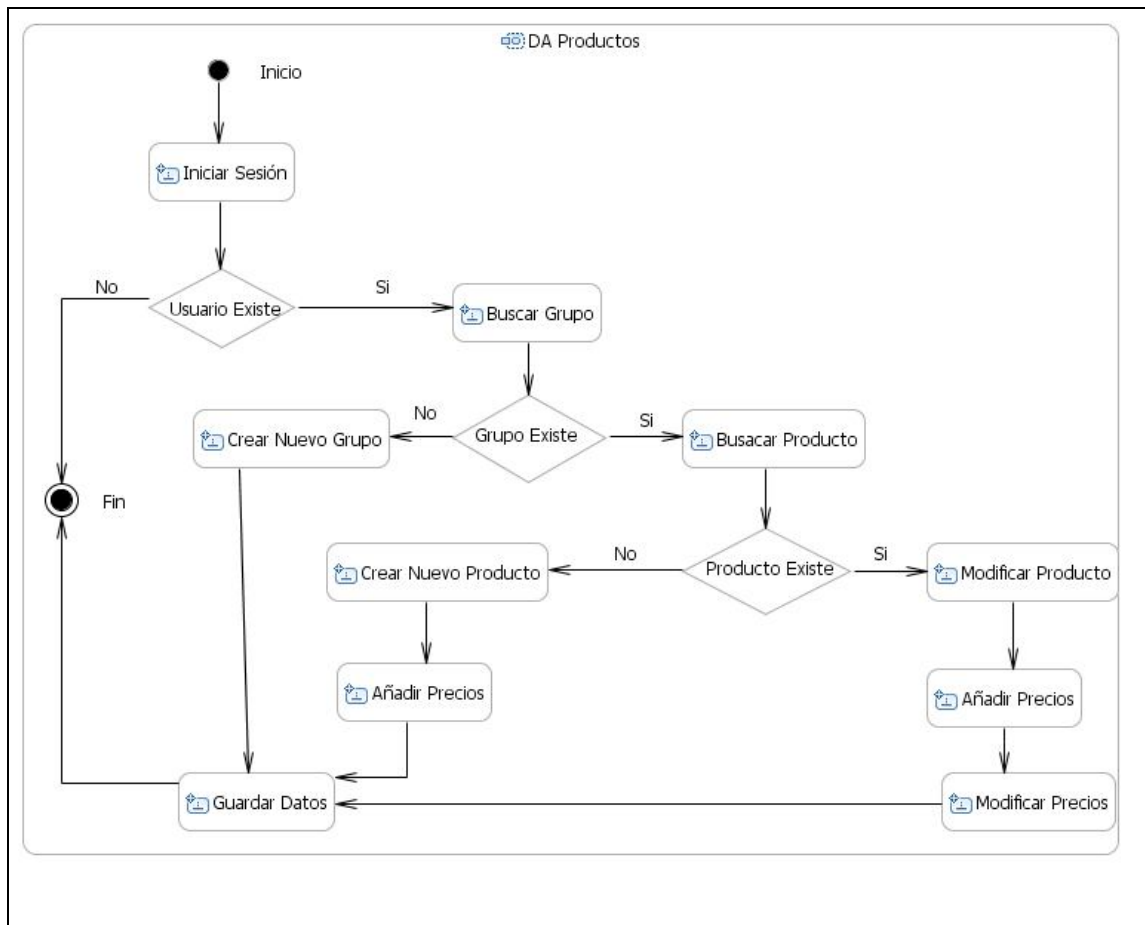 DA Productos
Inicio
Iniciar Sesión
No
Si
Usuario Existe
Buscar Grupo
No
Si
Crear Nuevo Grupo
Grupo Existe
Busacar Producto
Fin
No
Si
Crear Nuevo Producto
Producto Existe
Modificar Producto
Añadir Precios
Añadir Precios
Guardar Datos
Modificar Precios